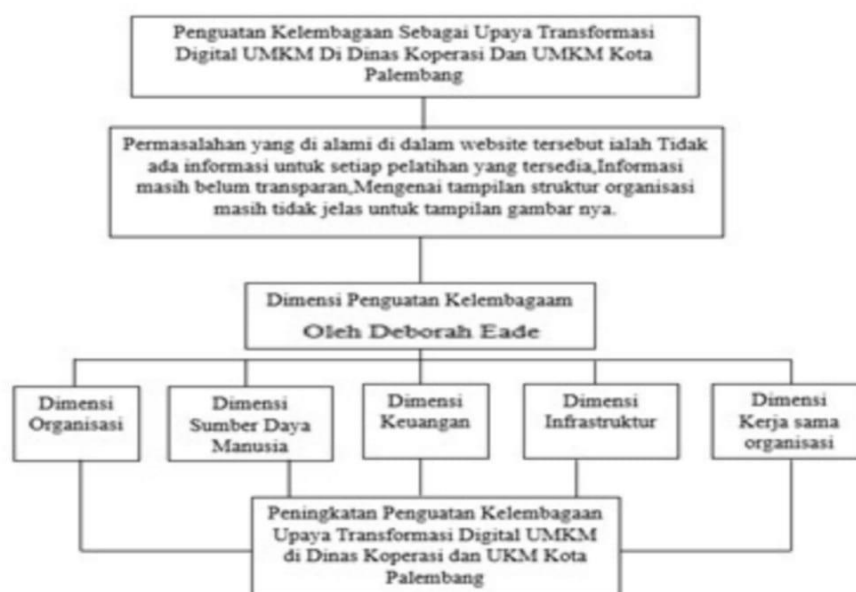 Penguatan Kelembagaan Sebagai Upaya Transformasi
Digital UMKM Di Dinas Koperasi Dan UMKM Kota
Palembang
Permasalahan yang di alami di dalam website tersebut ialah Tidak
ada informasi untuk setiap pelatihan yang tersedia,Informasi
masih belum transparan,Mengenai tampilan struktur organisasi
masih tidak jelas untuk tampilan gambar nya.
Dimensi Penguatan Kelembagaam
Oleh Deborah Eade
Dimensi
Organisasi
Dimensi
Sumber Daya
Manusia
Dimensi
Keuangan
Dimensi
Infrastruktur
Dimensi
Kerja sama
organisasi
Peningkatan Penguatan Kelembagaan
Upaya Transformasi Digital UMKM
di Dinas Koperasi dan UKM Kota
Palembang